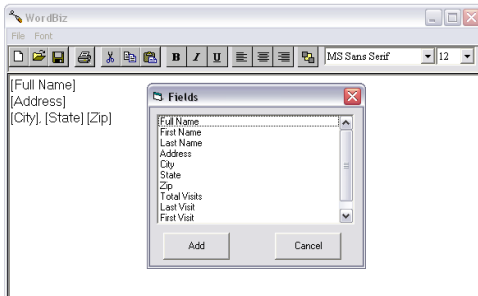 WordBiz
File Font
B I U MS Sans Serif 12
[Full Name]
[Address]
[City], [State] [Zip]
Fields
Full Name
First Name
Last Name
Address
City
State
Zip
Total Visits
Last Visit
First Visit
Add Cancel